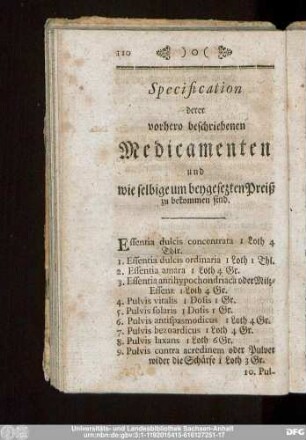 110 ) o (
Specification
derer
vorhero beschriebenen
Medicamenten
und
wie selbige um beygesezten Preiß
zu bekommen sind.
Essentia dulcis concentrata 1 Loth 4
Thlr.
1. Essentia dulcis ordinaria 1 Loth 1 Thl.
2. Essentia amara 1 Loth 4 Gr.
3. Essentia antihypochondriaca oder Miltz-
Essenz 1 Loth 4 Gr.
4. Pulvis vitalis 1 Dosis 1 Gr.
5. Pulvis solaris 1 Dosis 1 Gr.
6. Pulvis antispasmodicus 1 Loth 4 Gr.
7. Pulvis bezoardicus 1 Loth 4 Gr.
8. Pulvis laxans 1 Loth 6 Gr.
9. Pulvis contra acredinem oder Pulver
wider die Schärfe 1 Loth 3 Gr.
10. Pul-
Universitäts- und Landesbibliothek Sachsen-Anhalt
urn:nbn:de:gbv:3:1-1192015415-616127251-17
DFG